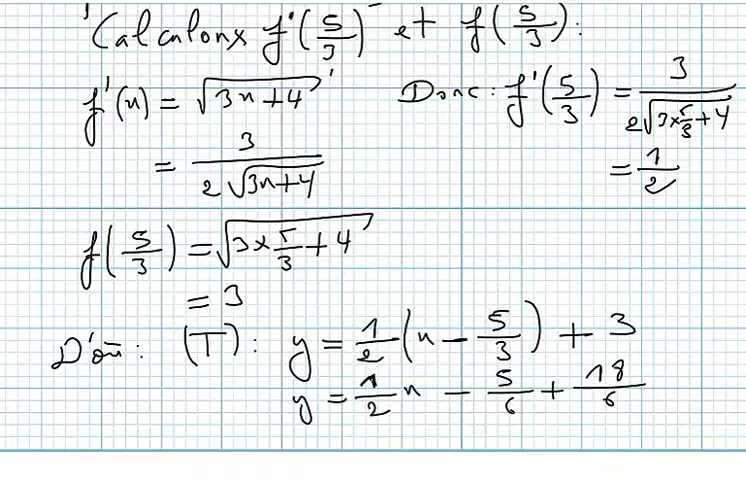 Calculons f'(5/3) et f(5/3):
f'(x) = √(3x+4)'
= 3/(2√(3x+4))
Donc: f'(5/3) = 3/(2√(3×5/3+4))
= 1/2
f(5/3) = √(3×5/3+4)
= 3
D'où: (T): y = 1/2(x - 5/3) + 3
y = 1/2 x - 5/6 + 18/6